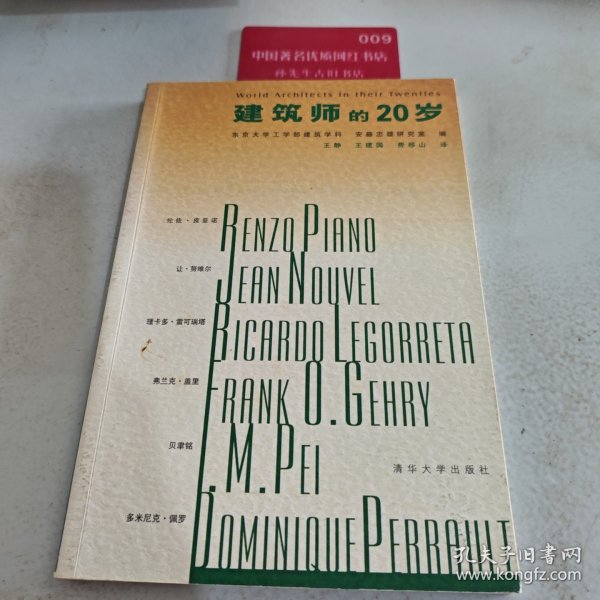 009
中国著名优质网红书店
孙先生古旧书店
World Architects in their Twenties
建筑师的20岁
东京大学工学部建筑学科 安藤忠雄研究室 编
王静 王建国 费移山 译
伦佐·皮亚诺
RENZO PIANO
让·努维尔
JEAN NOUVEL
理卡多·雷可瑞塔
RICARDO LEGORRETA
弗兰克·盖里
FRANK O. GEHRY
贝聿铭
I. M. PEI
清华大学出版社
多米尼克·佩罗
DOMINIQUE PERRAULT
孔夫子旧书网
www.kongfz.com